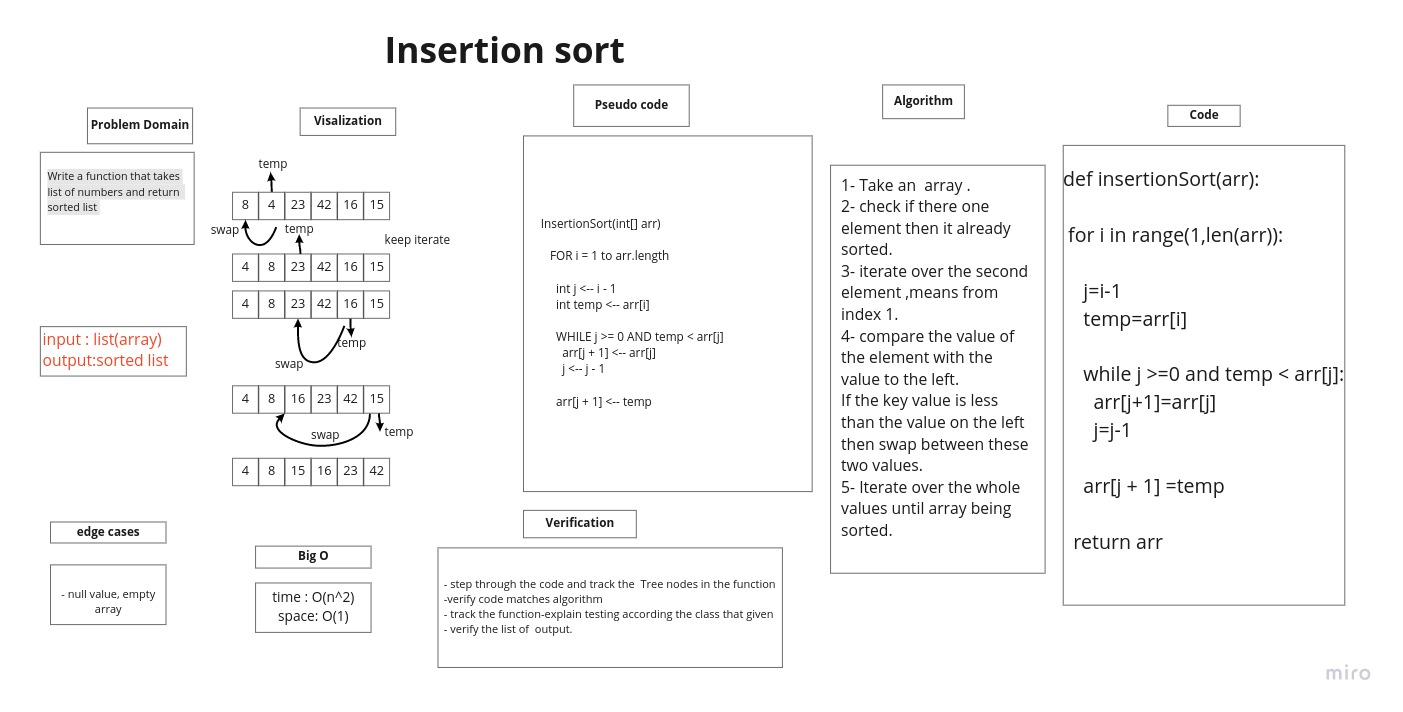 Insertion sort
Problem Domain
Write a function that takes
list of numbers and return
sorted list
input : list(array)
output:sorted list
edge cases
- null value, empty
array
Visalization
temp
8 4 23 42 16 15
swap
temp
keep iterate
4 8 23 42 16 15
4 8 23 42 16 15
temp
swap
4 8 16 23 42 15
swap
temp
4 8 15 16 23 42
Big O
time : O(n^2)
space: O(1)
Pseudo code
InsertionSort(int[] arr)
FOR i = 1 to arr.length
int j <-- i - 1
int temp <-- arr[i]
WHILE j >= 0 AND temp < arr[j]
arr[j + 1] <-- arr[j]
j <-- j - 1
arr[j + 1] <-- temp
Verification
- step through the code and track the  Tree nodes in the function
-verify code matches algorithm
- track the function-explain testing according the class that given
- verify the list of  output.
Algorithm
1- Take an  array .
2- check if there one
element then it already
sorted.
3- iterate over the second
element ,means from
index 1.
4- compare the value of
the element with the
value to the left.
If the key value is less
than the value on the left
then swap between these
two values.
5- Iterate over the whole
values until array being
sorted.
Code
def insertionSort(arr):
for i in range(1,len(arr)):
j=i-1
temp=arr[i]
while j >=0 and temp < arr[j]:
arr[j+1]=arr[j]
j=j-1
arr[j + 1] =temp
return arr
miro